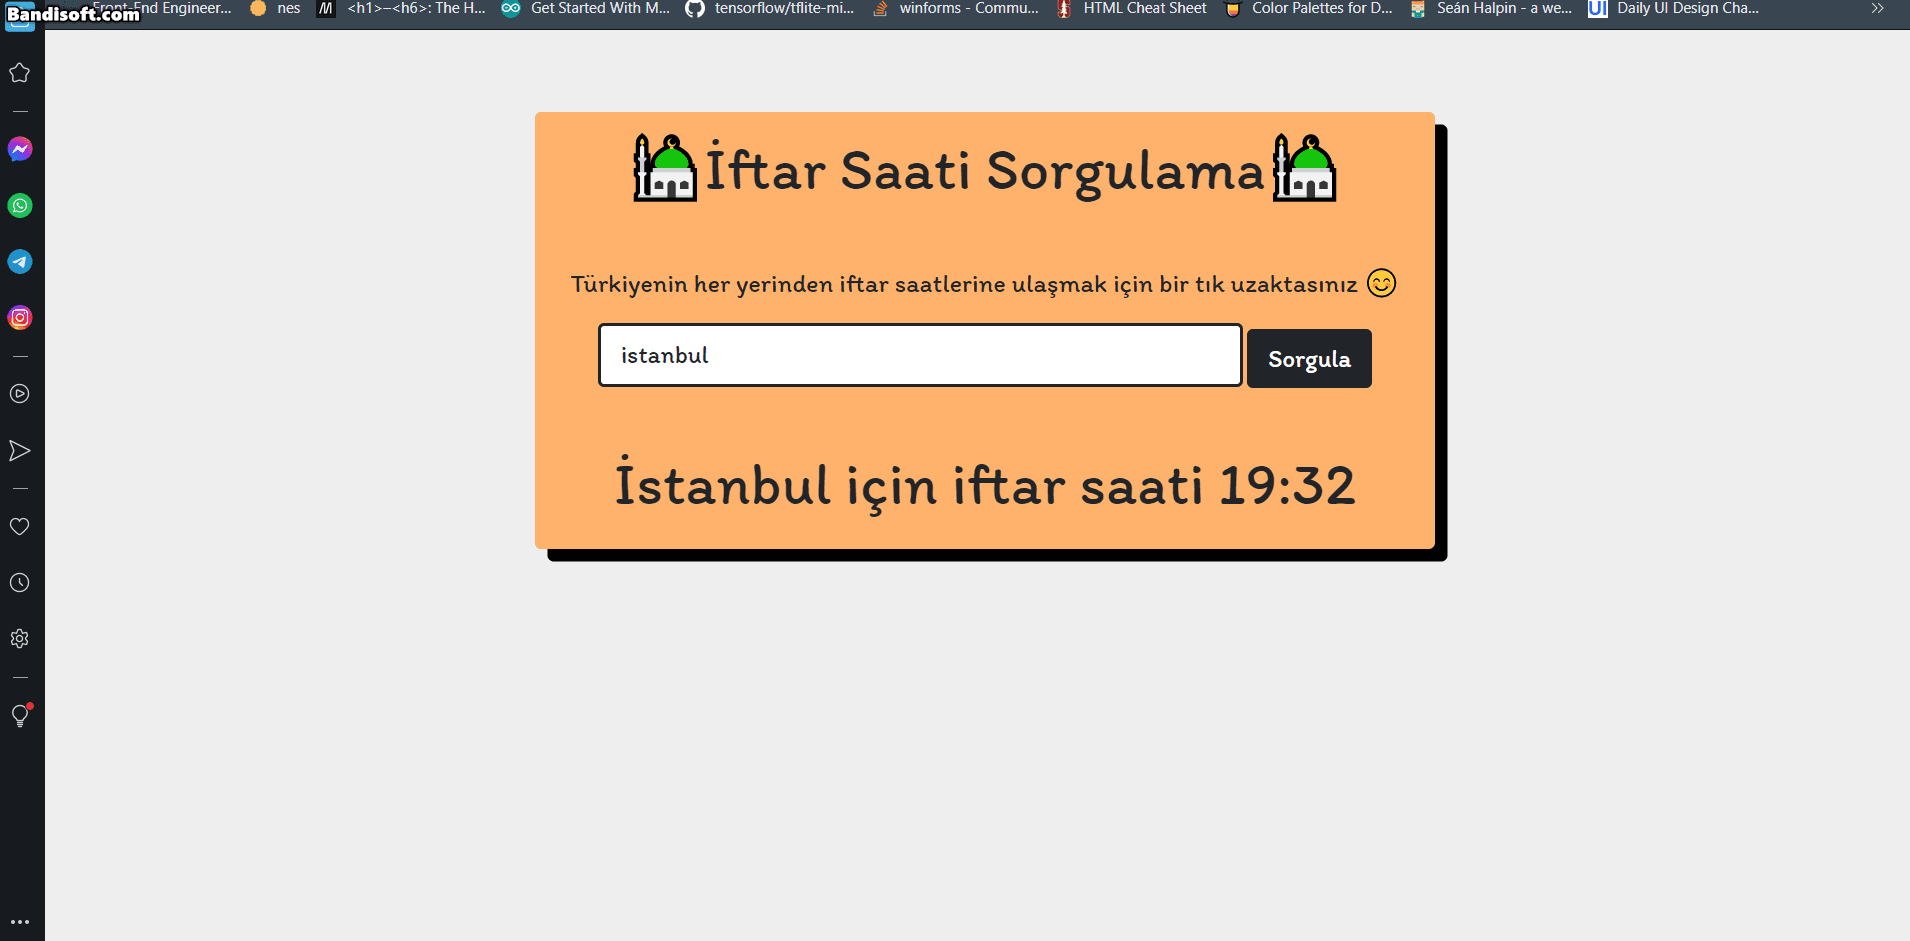 Bandisoft.com
Front-End Engineer...
nes
<h1>–<h6>: The H...
Get Started With M...
tensorflow/tflite-mi...
winforms - Commu...
HTML Cheat Sheet
Color Palettes for D...
Seán Halpin - a we...
UI
Daily UI Design Cha...
İftar Saati Sorgulama
Türkiyenin her yerinden iftar saatlerine ulaşmak için bir tık uzaktasınız 😊
istanbul
Sorgula
İstanbul için iftar saati 19:32